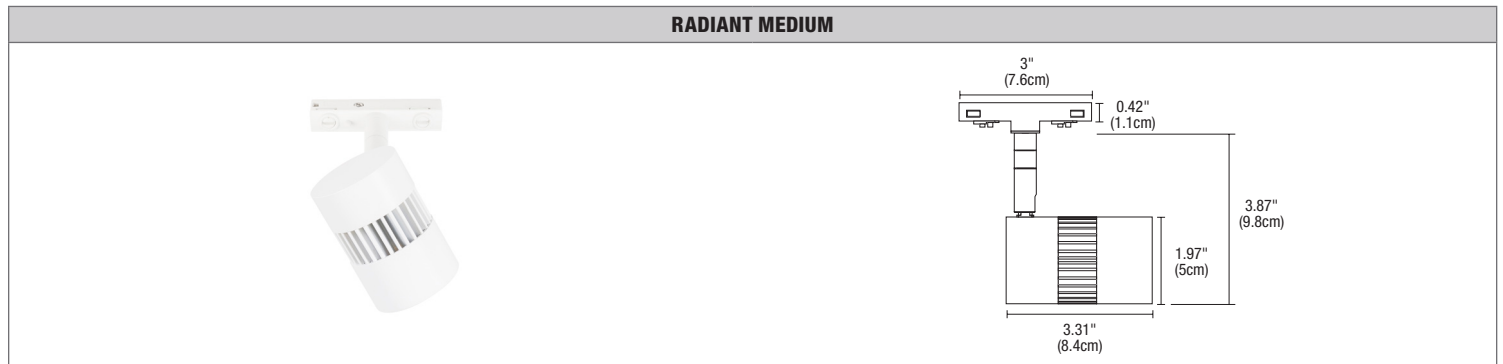 RADIANT MEDIUM
3"
(7.6cm)
0.42"
(1.1cm)
3.87"
(9.8cm)
1.97"
(5cm)
3.31"
(8.4cm)